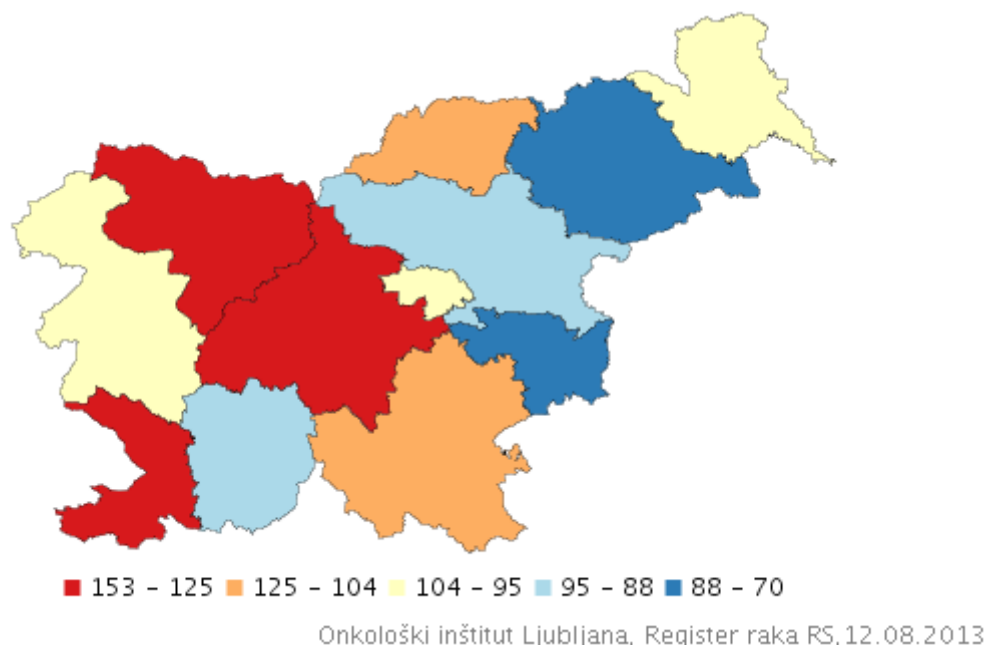 153 – 125 125 – 104 104 – 95 95 – 88 88 – 70
Onkološki inštitut Ljubljana, Register raka RS,12.08.2013